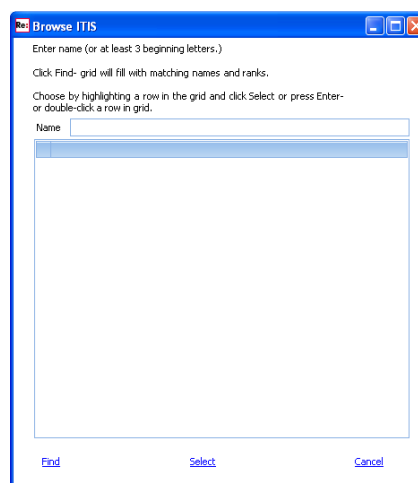 Re: Browse ITIS
Enter name (or at least 3 beginning letters.)
Click Find- grid will fill with matching names and ranks.
Choose by highlighting a row in the grid and click Select or press Enter-
or double-click a row in grid.
Name
Find Select Cancel